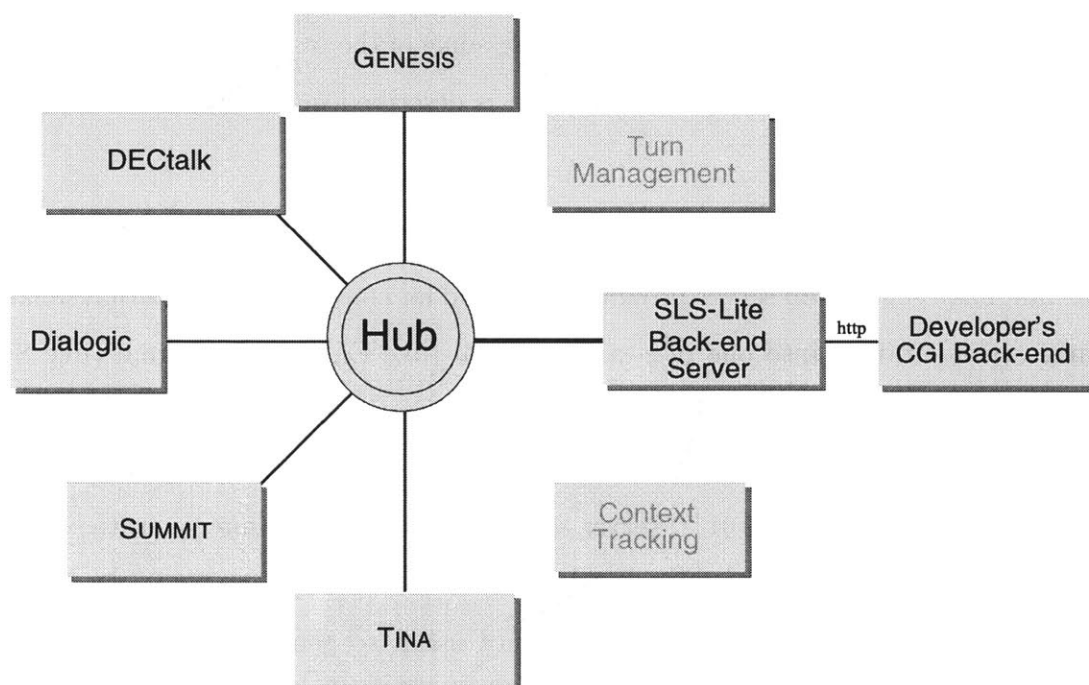 GENESIS
DECtalk
Turn
Management
Dialogic
Hub
SLS-Lite
Back-end
Server
http
Developer's
CGI Back-end
SUMMIT
Context
Tracking
TINA